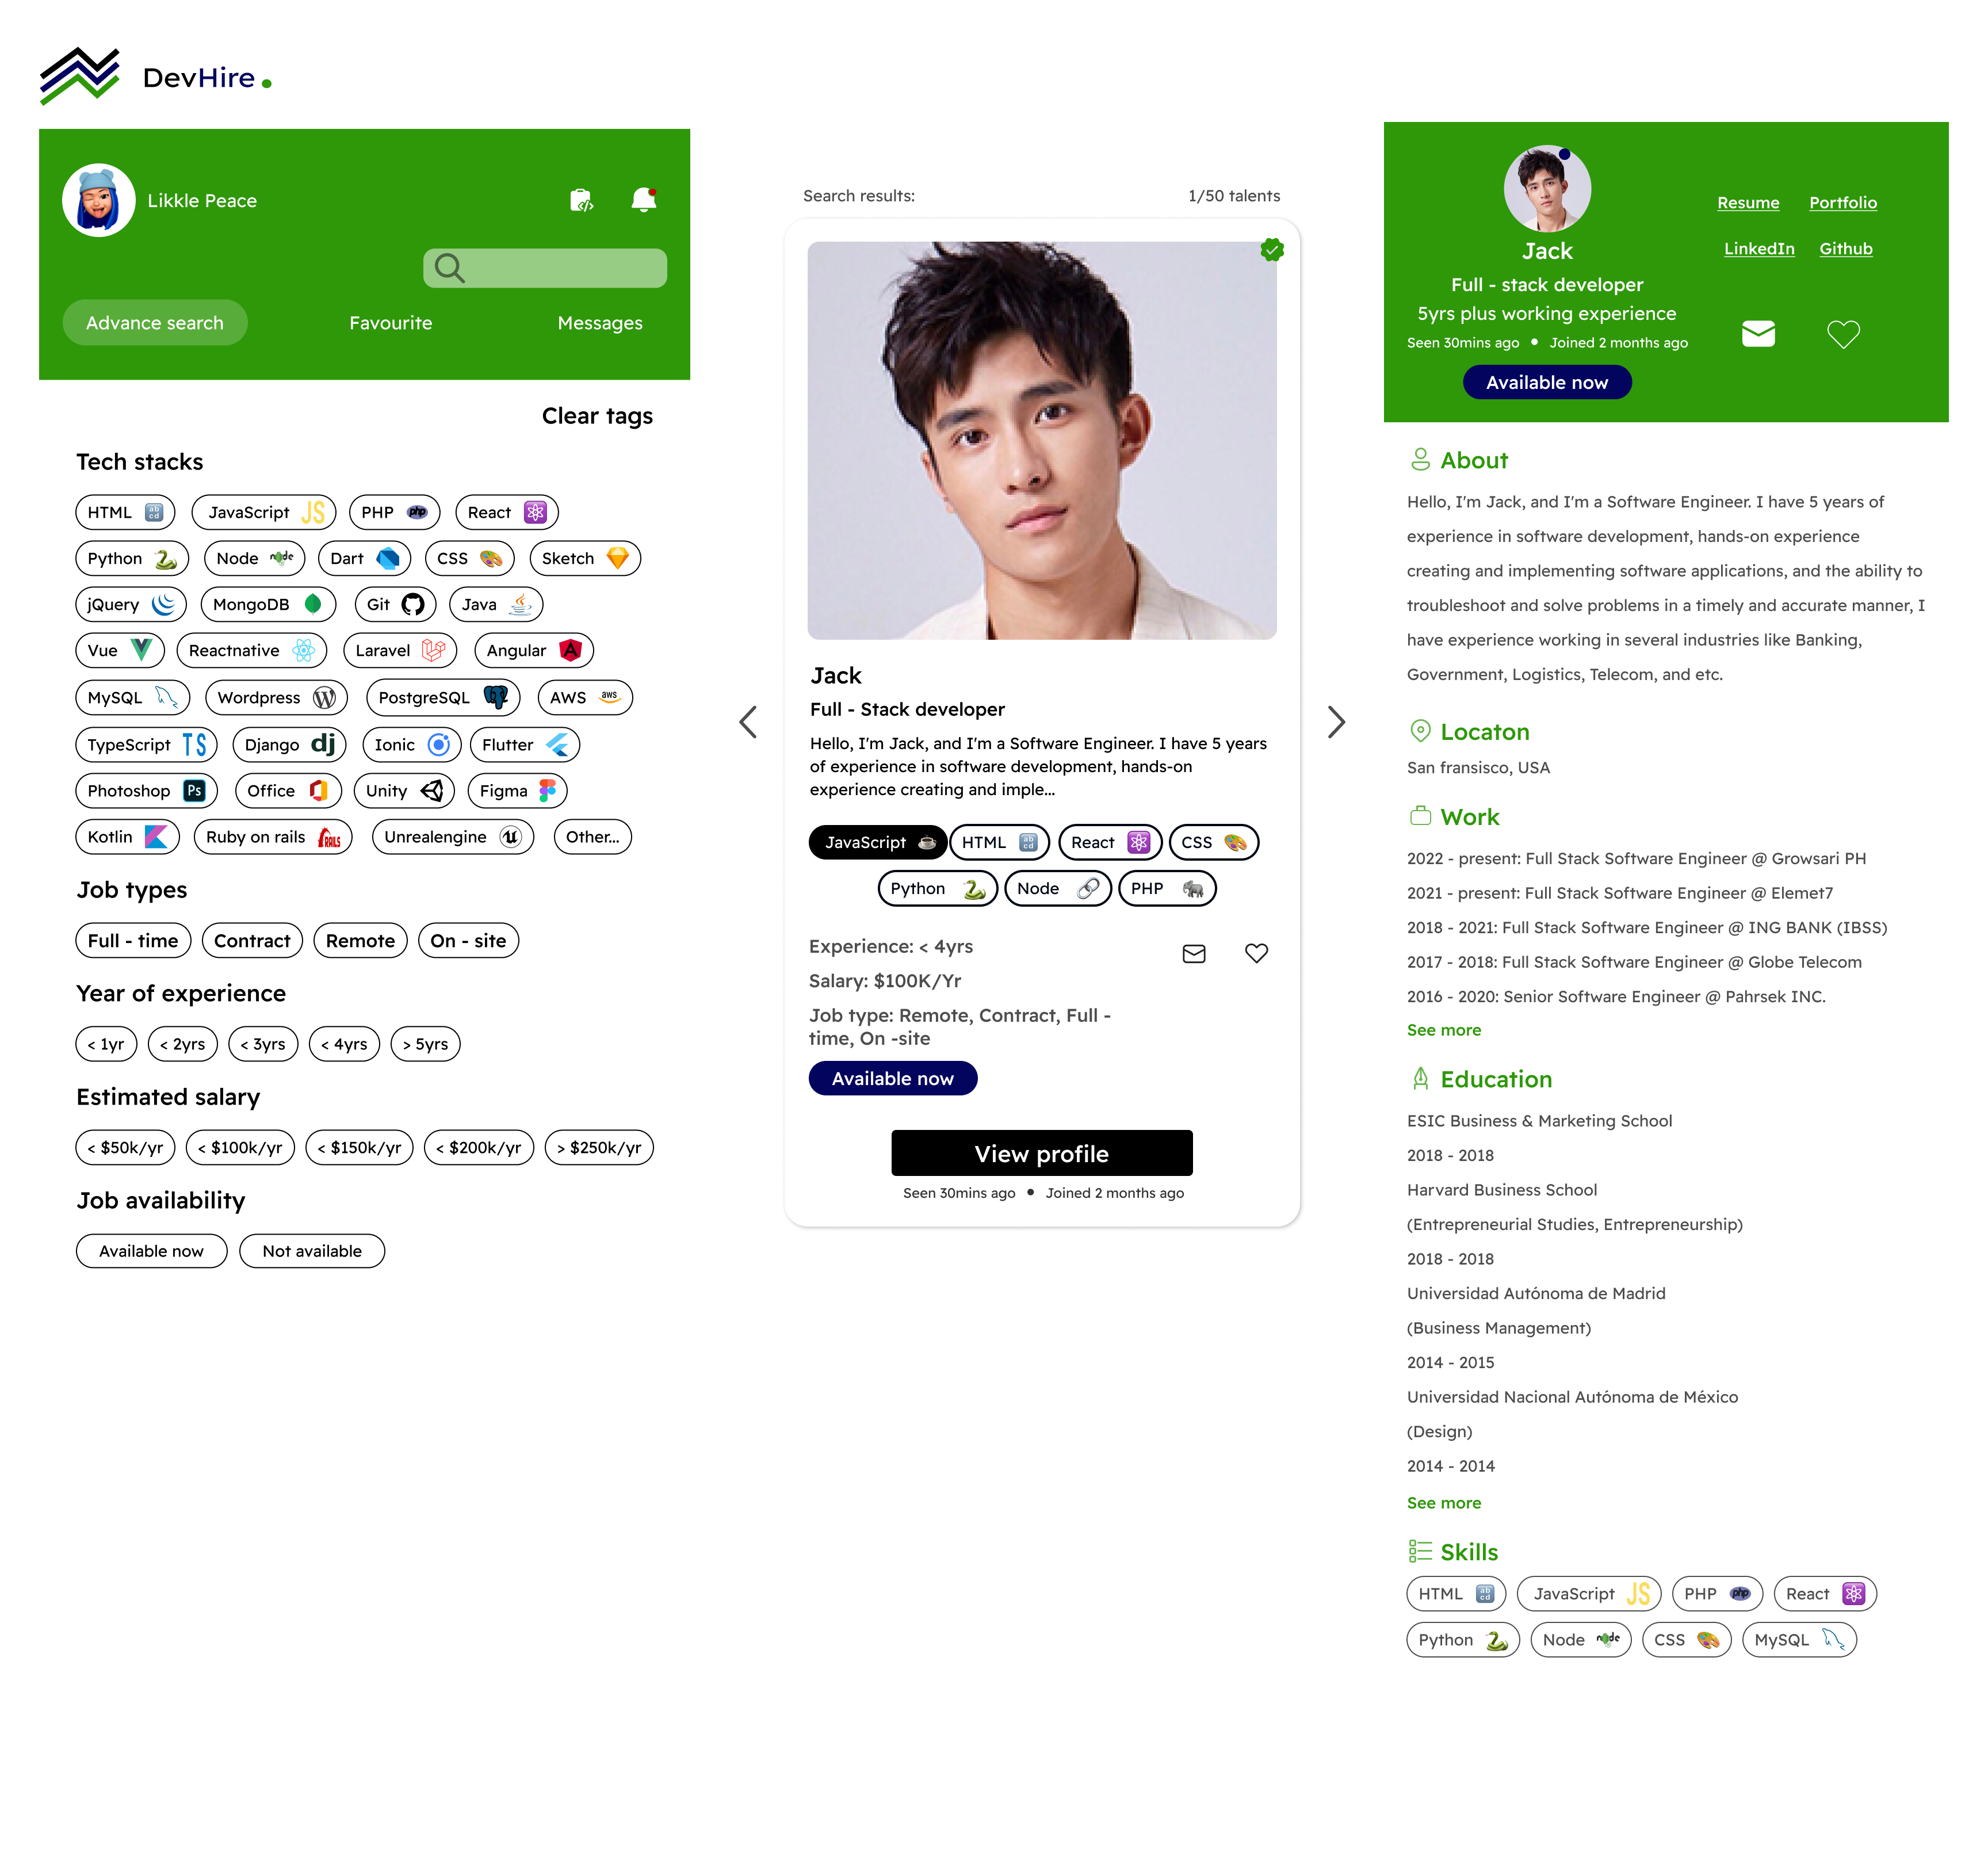 DevHire
Likkle Peace
Advance search
Favourite
Messages
Clear tags
Tech stacks
HTML
JavaScript JS
PHP php
React
Python
Node node
Dart
CSS
Sketch
jQuery
MongoDB
Git
Java
Vue
Reactnative
Laravel
Angular
MySQL
Wordpress
PostgreSQL
AWS aws
TypeScript TS
Django dj
Ionic
Flutter
Photoshop Ps
Office
Unity
Figma
Kotlin
Ruby on rails RAILS
Unrealengine
Other...
Job types
Full - time
Contract
Remote
On - site
Year of experience
< 1yr
< 2yrs
< 3yrs
< 4yrs
> 5yrs
Estimated salary
< $50k/yr
< $100k/yr
< $150k/yr
< $200k/yr
> $250k/yr
Job availability
Available now
Not available
Search results:
1/50 talents
Jack
Full - Stack developer
Hello, I'm Jack, and I'm a Software Engineer. I have 5 years
of experience in software development, hands-on
experience creating and imple...
JavaScript
HTML
React
CSS
Python
Node
PHP
Experience: < 4yrs
Salary: $100K/Yr
Job type: Remote, Contract, Full -
time, On -site
Available now
View profile
Seen 30mins ago • Joined 2 months ago
Jack
Full - stack developer
5yrs plus working experience
Seen 30mins ago • Joined 2 months ago
Available now
Resume
Portfolio
LinkedIn
Github
About
Hello, I'm Jack, and I'm a Software Engineer. I have 5 years of
experience in software development, hands-on experience
creating and implementing software applications, and the ability to
troubleshoot and solve problems in a timely and accurate manner, I
have experience working in several industries like Banking,
Government, Logistics, Telecom, and etc.
Locaton
San fransisco, USA
Work
2022 - present: Full Stack Software Engineer @ Growsari PH
2021 - present: Full Stack Software Engineer @ Elemet7
2018 - 2021: Full Stack Software Engineer @ ING BANK (IBSS)
2017 - 2018: Full Stack Software Engineer @ Globe Telecom
2016 - 2020: Senior Software Engineer @ Pahrsek INC.
See more
Education
ESIC Business & Marketing School
2018 - 2018
Harvard Business School
(Entrepreneurial Studies, Entrepreneurship)
2018 - 2018
Universidad Autónoma de Madrid
(Business Management)
2014 - 2015
Universidad Nacional Autónoma de México
(Design)
2014 - 2014
See more
Skills
HTML
JavaScript JS
PHP php
React
Python
Node node
CSS
MySQL